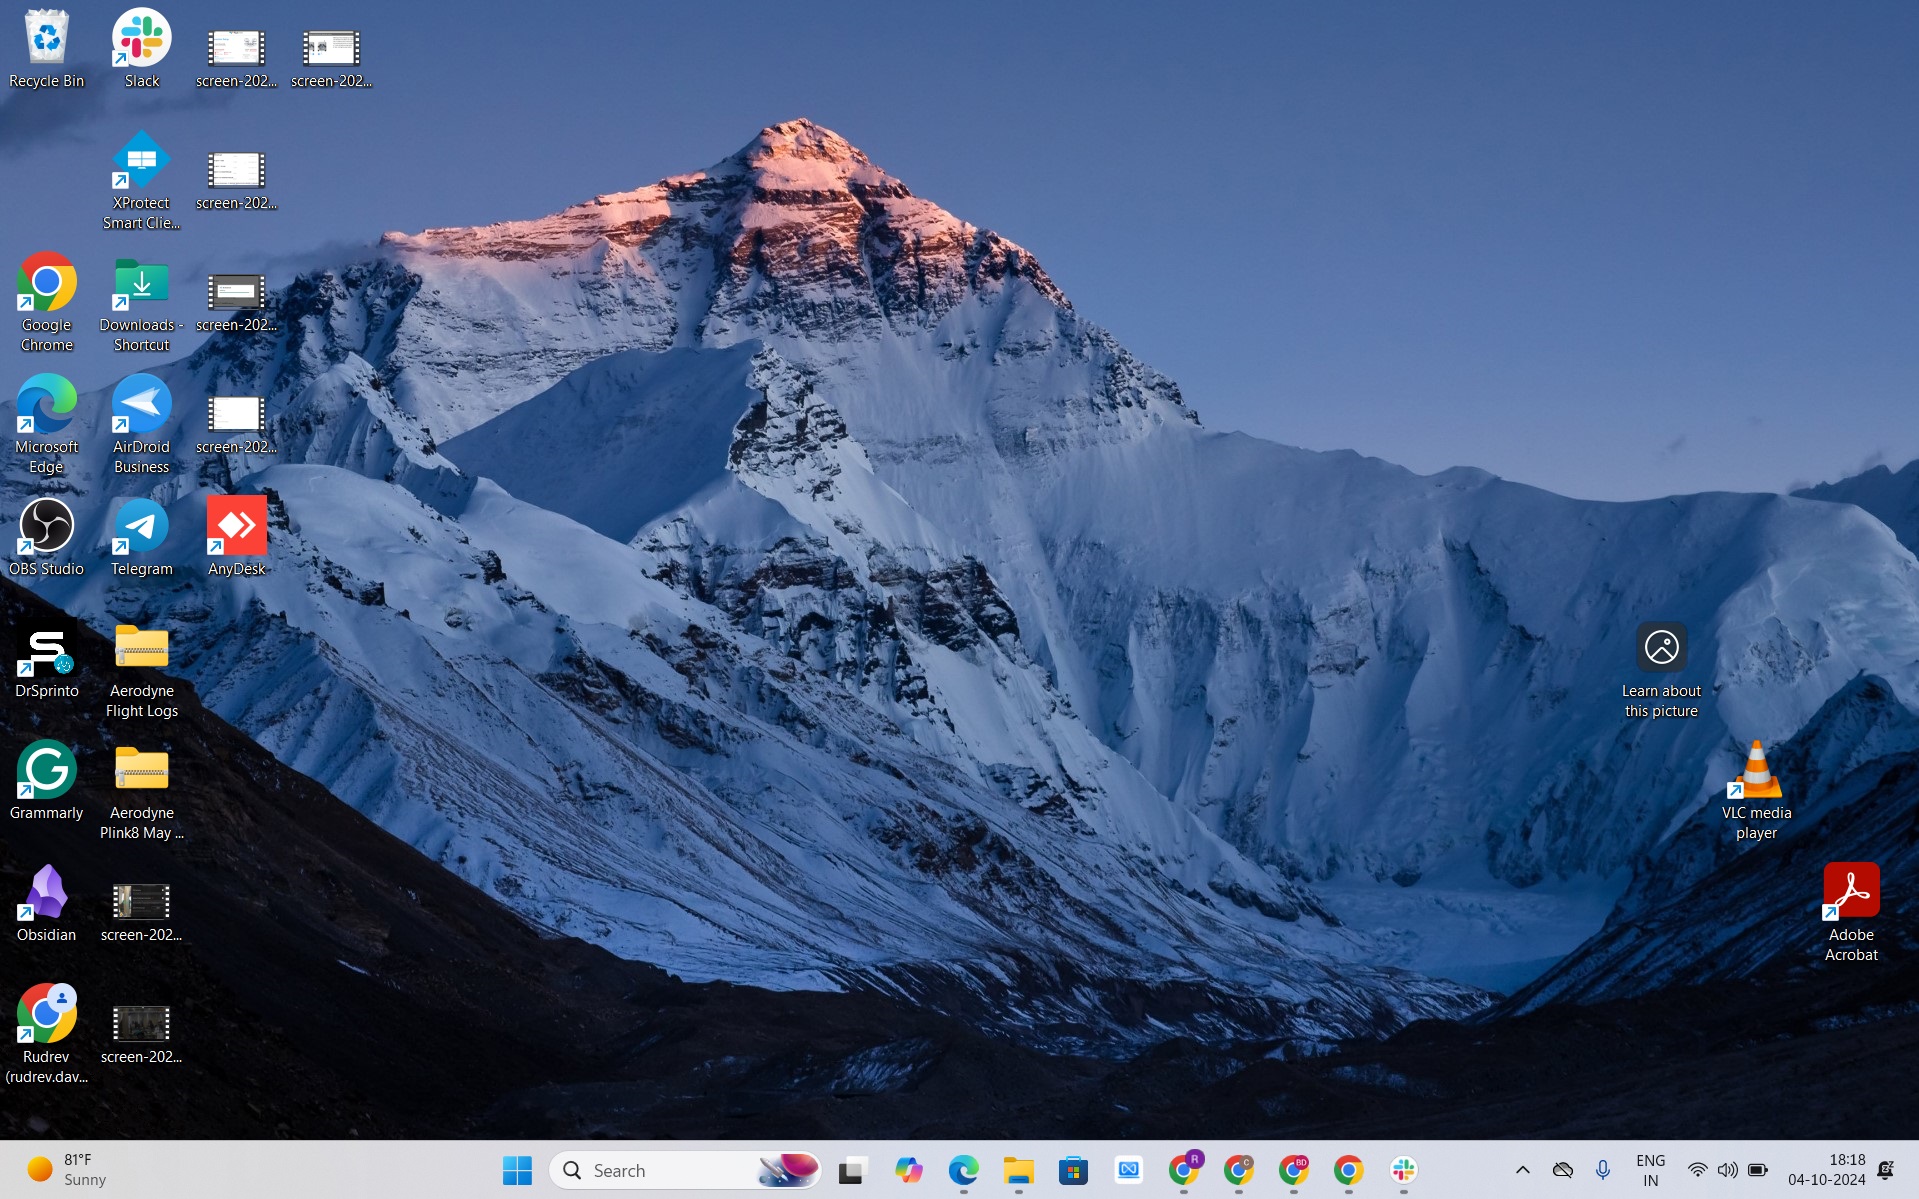 Recycle Bin
Slack
screen-202...
screen-202...
XProtect
Smart Clie...
screen-202...
Google
Chrome
Downloads -
Shortcut
screen-202...
Microsoft
Edge
AirDroid
Business
screen-202...
OBS Studio
Telegram
AnyDesk
DrSprinto
Aerodyne
Flight Logs
Learn about
this picture
Grammarly
Aerodyne
Plink8 May ...
VLC media
player
Obsidian
screen-202...
Adobe
Acrobat
Rudrev
(rudrev.dav...
screen-202...
81°F
Sunny
Search
R
C
BD
ENG
IN
18:18
04-10-2024